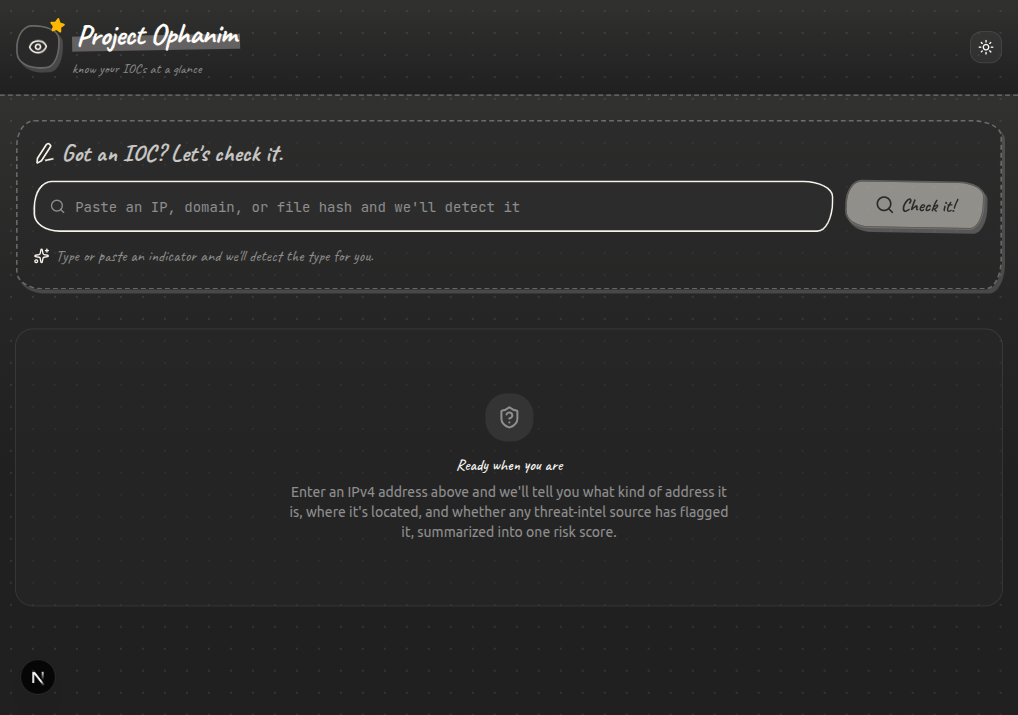 Project Ophanim
know your IOCs at a glance
Got an IOC? Let's check it.
Paste an IP, domain, or file hash and we'll detect it
Check it!
Type or paste an indicator and we'll detect the type for you.
Ready when you are
Enter an IPv4 address above and we'll tell you what kind of address it
is, where it's located, and whether any threat-intel source has flagged
it, summarized into one risk score.
N